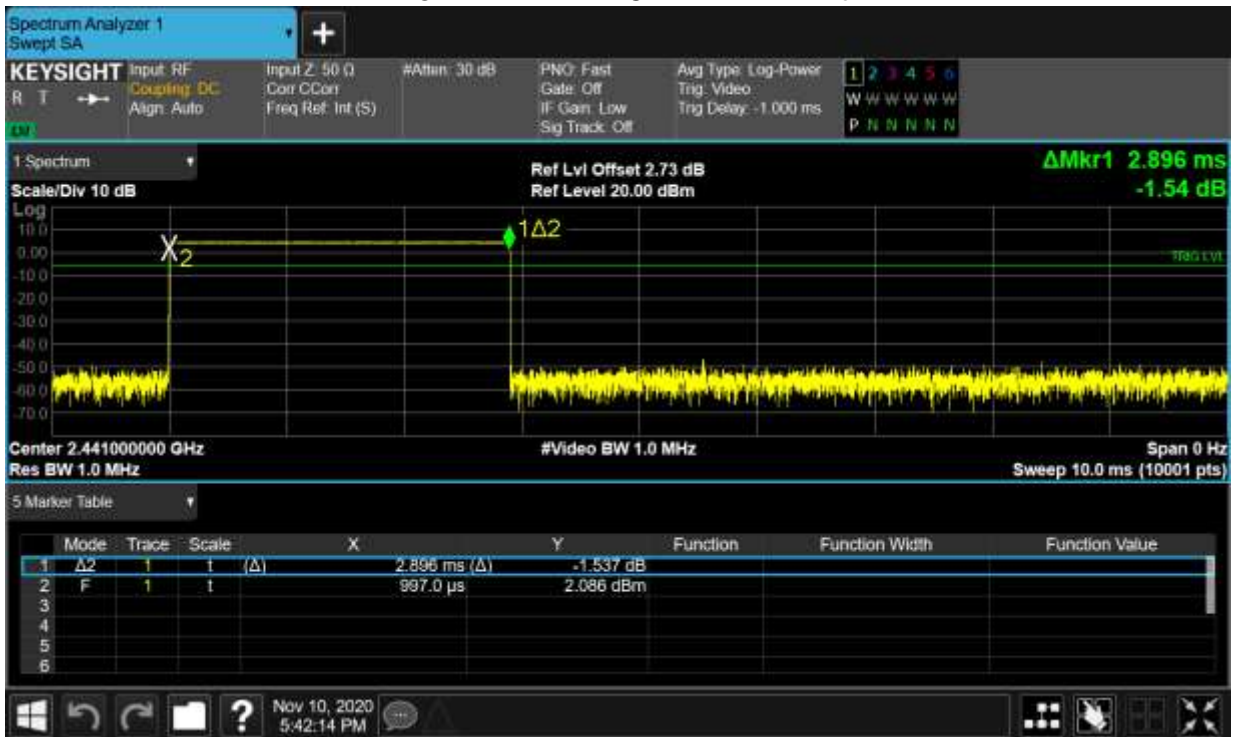 Spectrum Analyzer 1
Swept SA
+
KEYSIGHT
R T
Input: RF
Coupling: DC
Align: Auto
Input Z: 50 Ω
Corr CCorr
Freq Ref: Int (S)
#Atten: 30 dB
PNO: Fast
Gate: Off
IF Gain: Low
Sig Track: Off
Avg Type: Log-Power
Trig: Video
Trig Delay: -1.000 ms
1 2 3 4 5 6
W W W W W W
P N N N N N
1 Spectrum
Scale/Div 10 dB
Ref Lvl Offset 2.73 dB
Ref Level 20.00 dBm
ΔMkr1 2.896 ms
-1.54 dB
Log
10.0
0.00
-10.0
-20.0
-30.0
-40.0
-50.0
-60.0
-70.0
X2
1Δ2
TRIG LVL
Center 2.441000000 GHz
Res BW 1.0 MHz
#Video BW 1.0 MHz
Span 0 Hz
Sweep 10.0 ms (10001 pts)
5 Marker Table
Mode Trace Scale X Y Function Function Width Function Value
1 Δ2 1 t (Δ) 2.896 ms (Δ) -1.537 dB
2 F 1 t 997.0 µs 2.086 dBm
3
4
5
6
?
Nov 10, 2020
5:42:14 PM